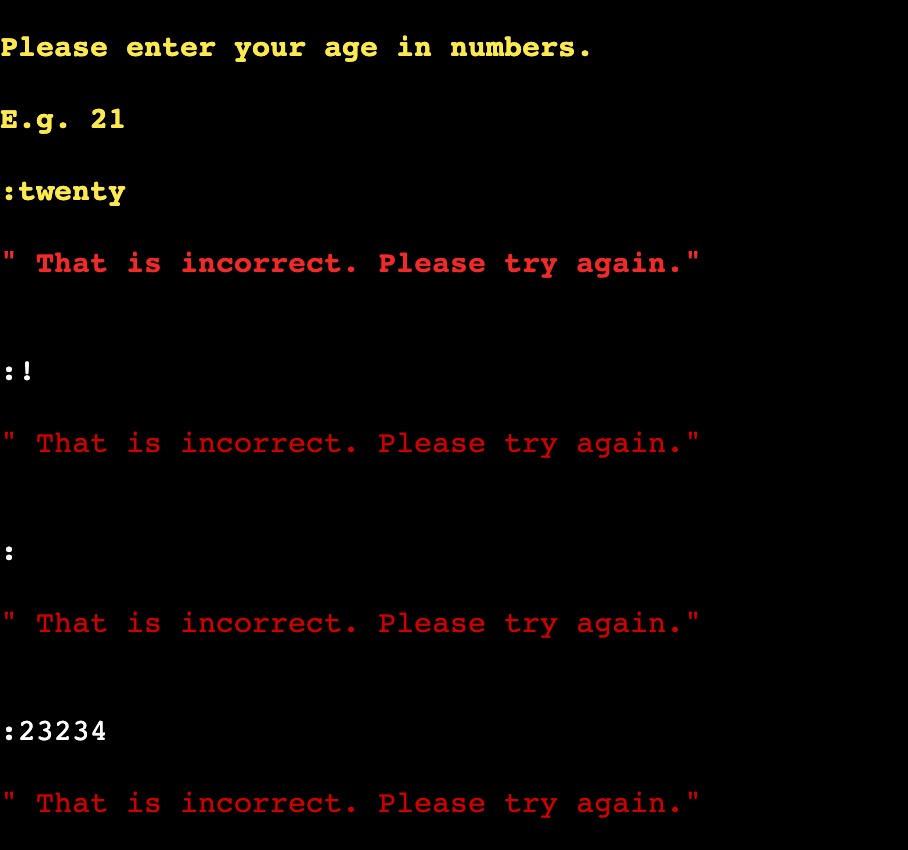 Please enter your age in numbers.
E.g. 21
:twenty
" That is incorrect. Please try again."
:!
" That is incorrect. Please try again."
:
" That is incorrect. Please try again."
:23234
" That is incorrect. Please try again."